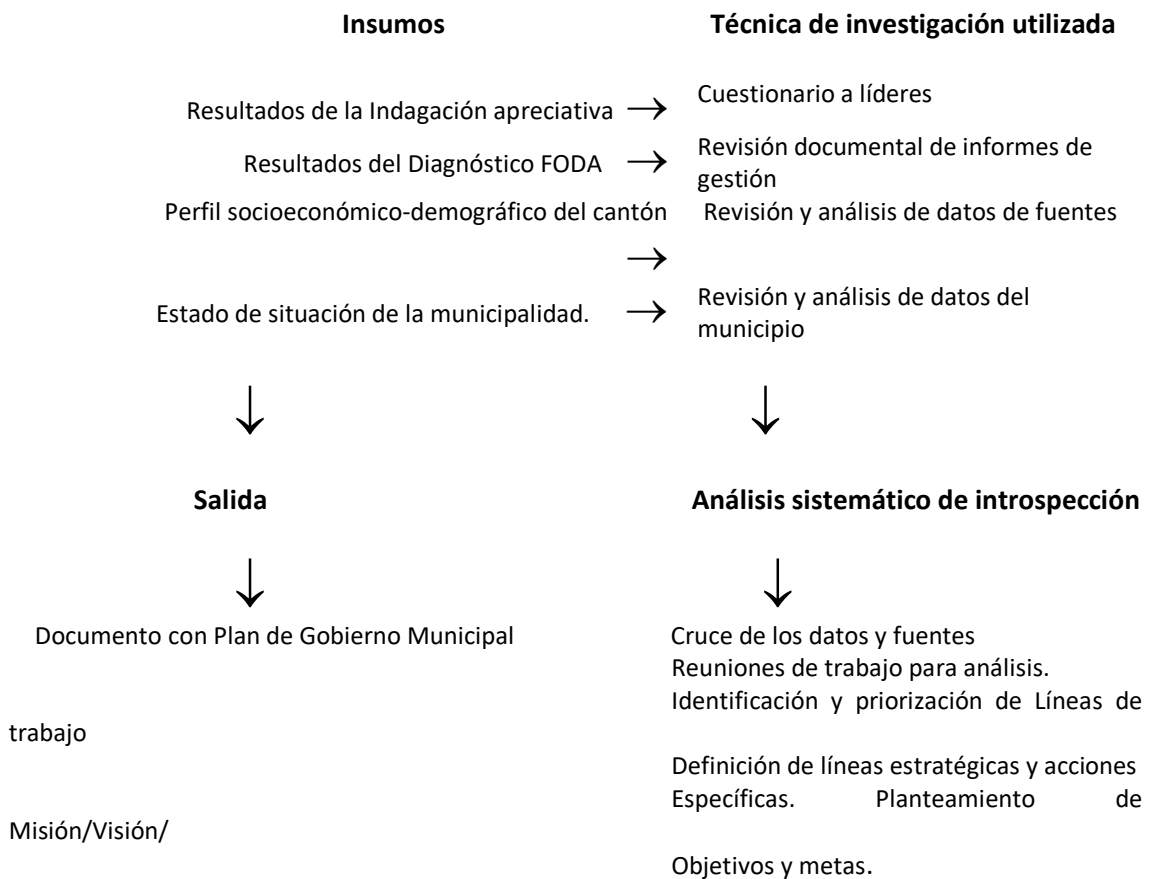 Insumos Técnica de investigación utilizada
Resultados de la Indagación apreciativa → Cuestionario a líderes
Resultados del Diagnóstico FODA → Revisión documental de informes de
gestión
Perfil socioeconómico-demográfico del cantón Revisión y análisis de datos de fuentes
→
Estado de situación de la municipalidad. → Revisión y análisis de datos del
municipio
↓ ↓
Salida Análisis sistemático de introspección
↓ ↓
Documento con Plan de Gobierno Municipal Cruce de los datos y fuentes
Reuniones de trabajo para análisis.
Identificación y priorización de Líneas de
trabajo
Definición de líneas estratégicas y acciones
Específicas. Planteamiento de
Misión/Visión/
Objetivos y metas.